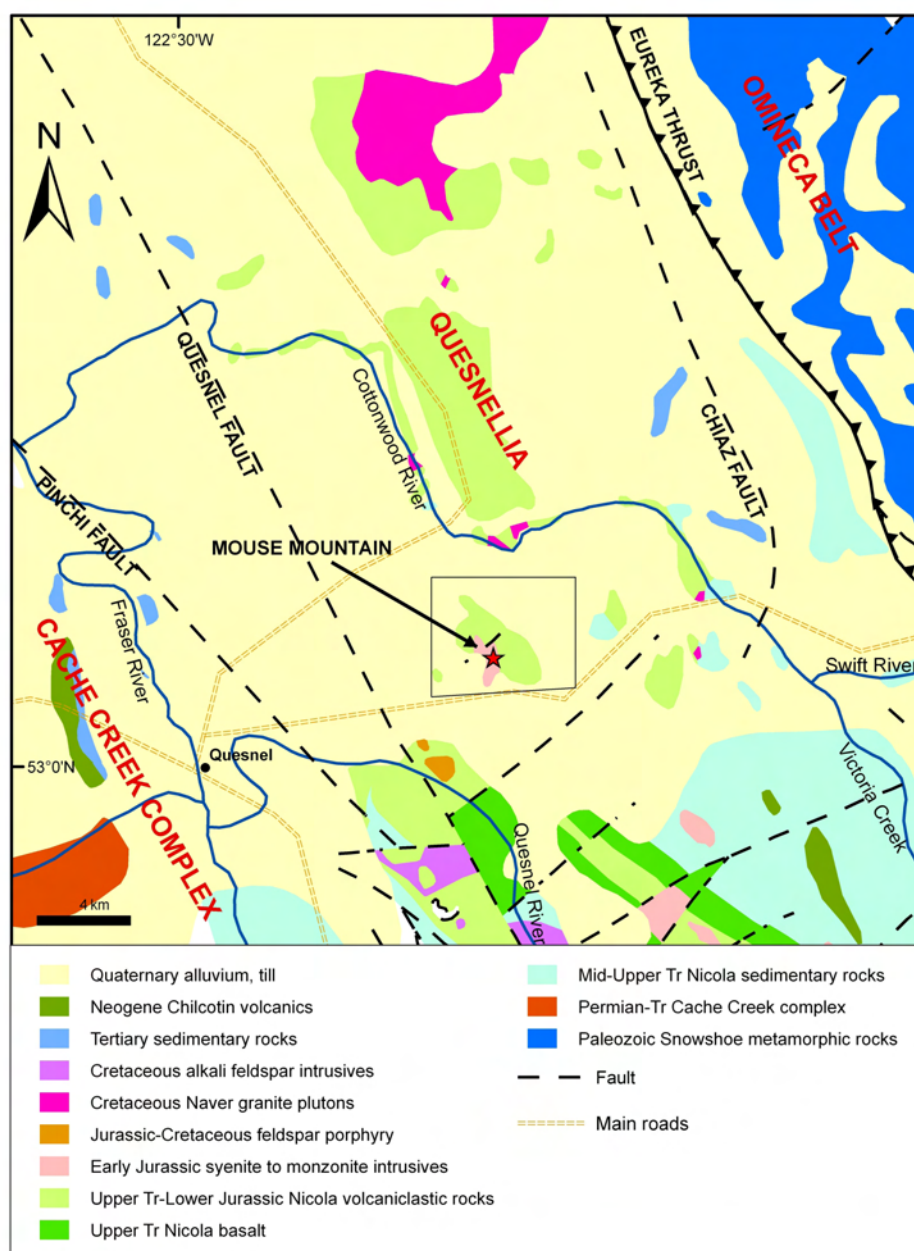 122°30'W
EUREKA THRUST
OMINECA BELT
N
QUESNELLIA
QUESNEL FAULT
Cottonwood River
CHIAZ FAULT
PINCHI FAULT
MOUSE MOUNTAIN
Fraser River
CACHE CREEK COMPLEX
Swift River
Quesnel
53°0'N
Victoria Creek
Quesnel River
4 km
Quaternary alluvium, till
Neogene Chilcotin volcanics
Tertiary sedimentary rocks
Cretaceous alkali feldspar intrusives
Cretaceous Naver granite plutons
Jurassic-Cretaceous feldspar porphyry
Early Jurassic syenite to monzonite intrusives
Upper Tr-Lower Jurassic Nicola volcaniclastic rocks
Upper Tr Nicola basalt
Mid-Upper Tr Nicola sedimentary rocks
Permian-Tr Cache Creek complex
Paleozoic Snowshoe metamorphic rocks
Fault
Main roads